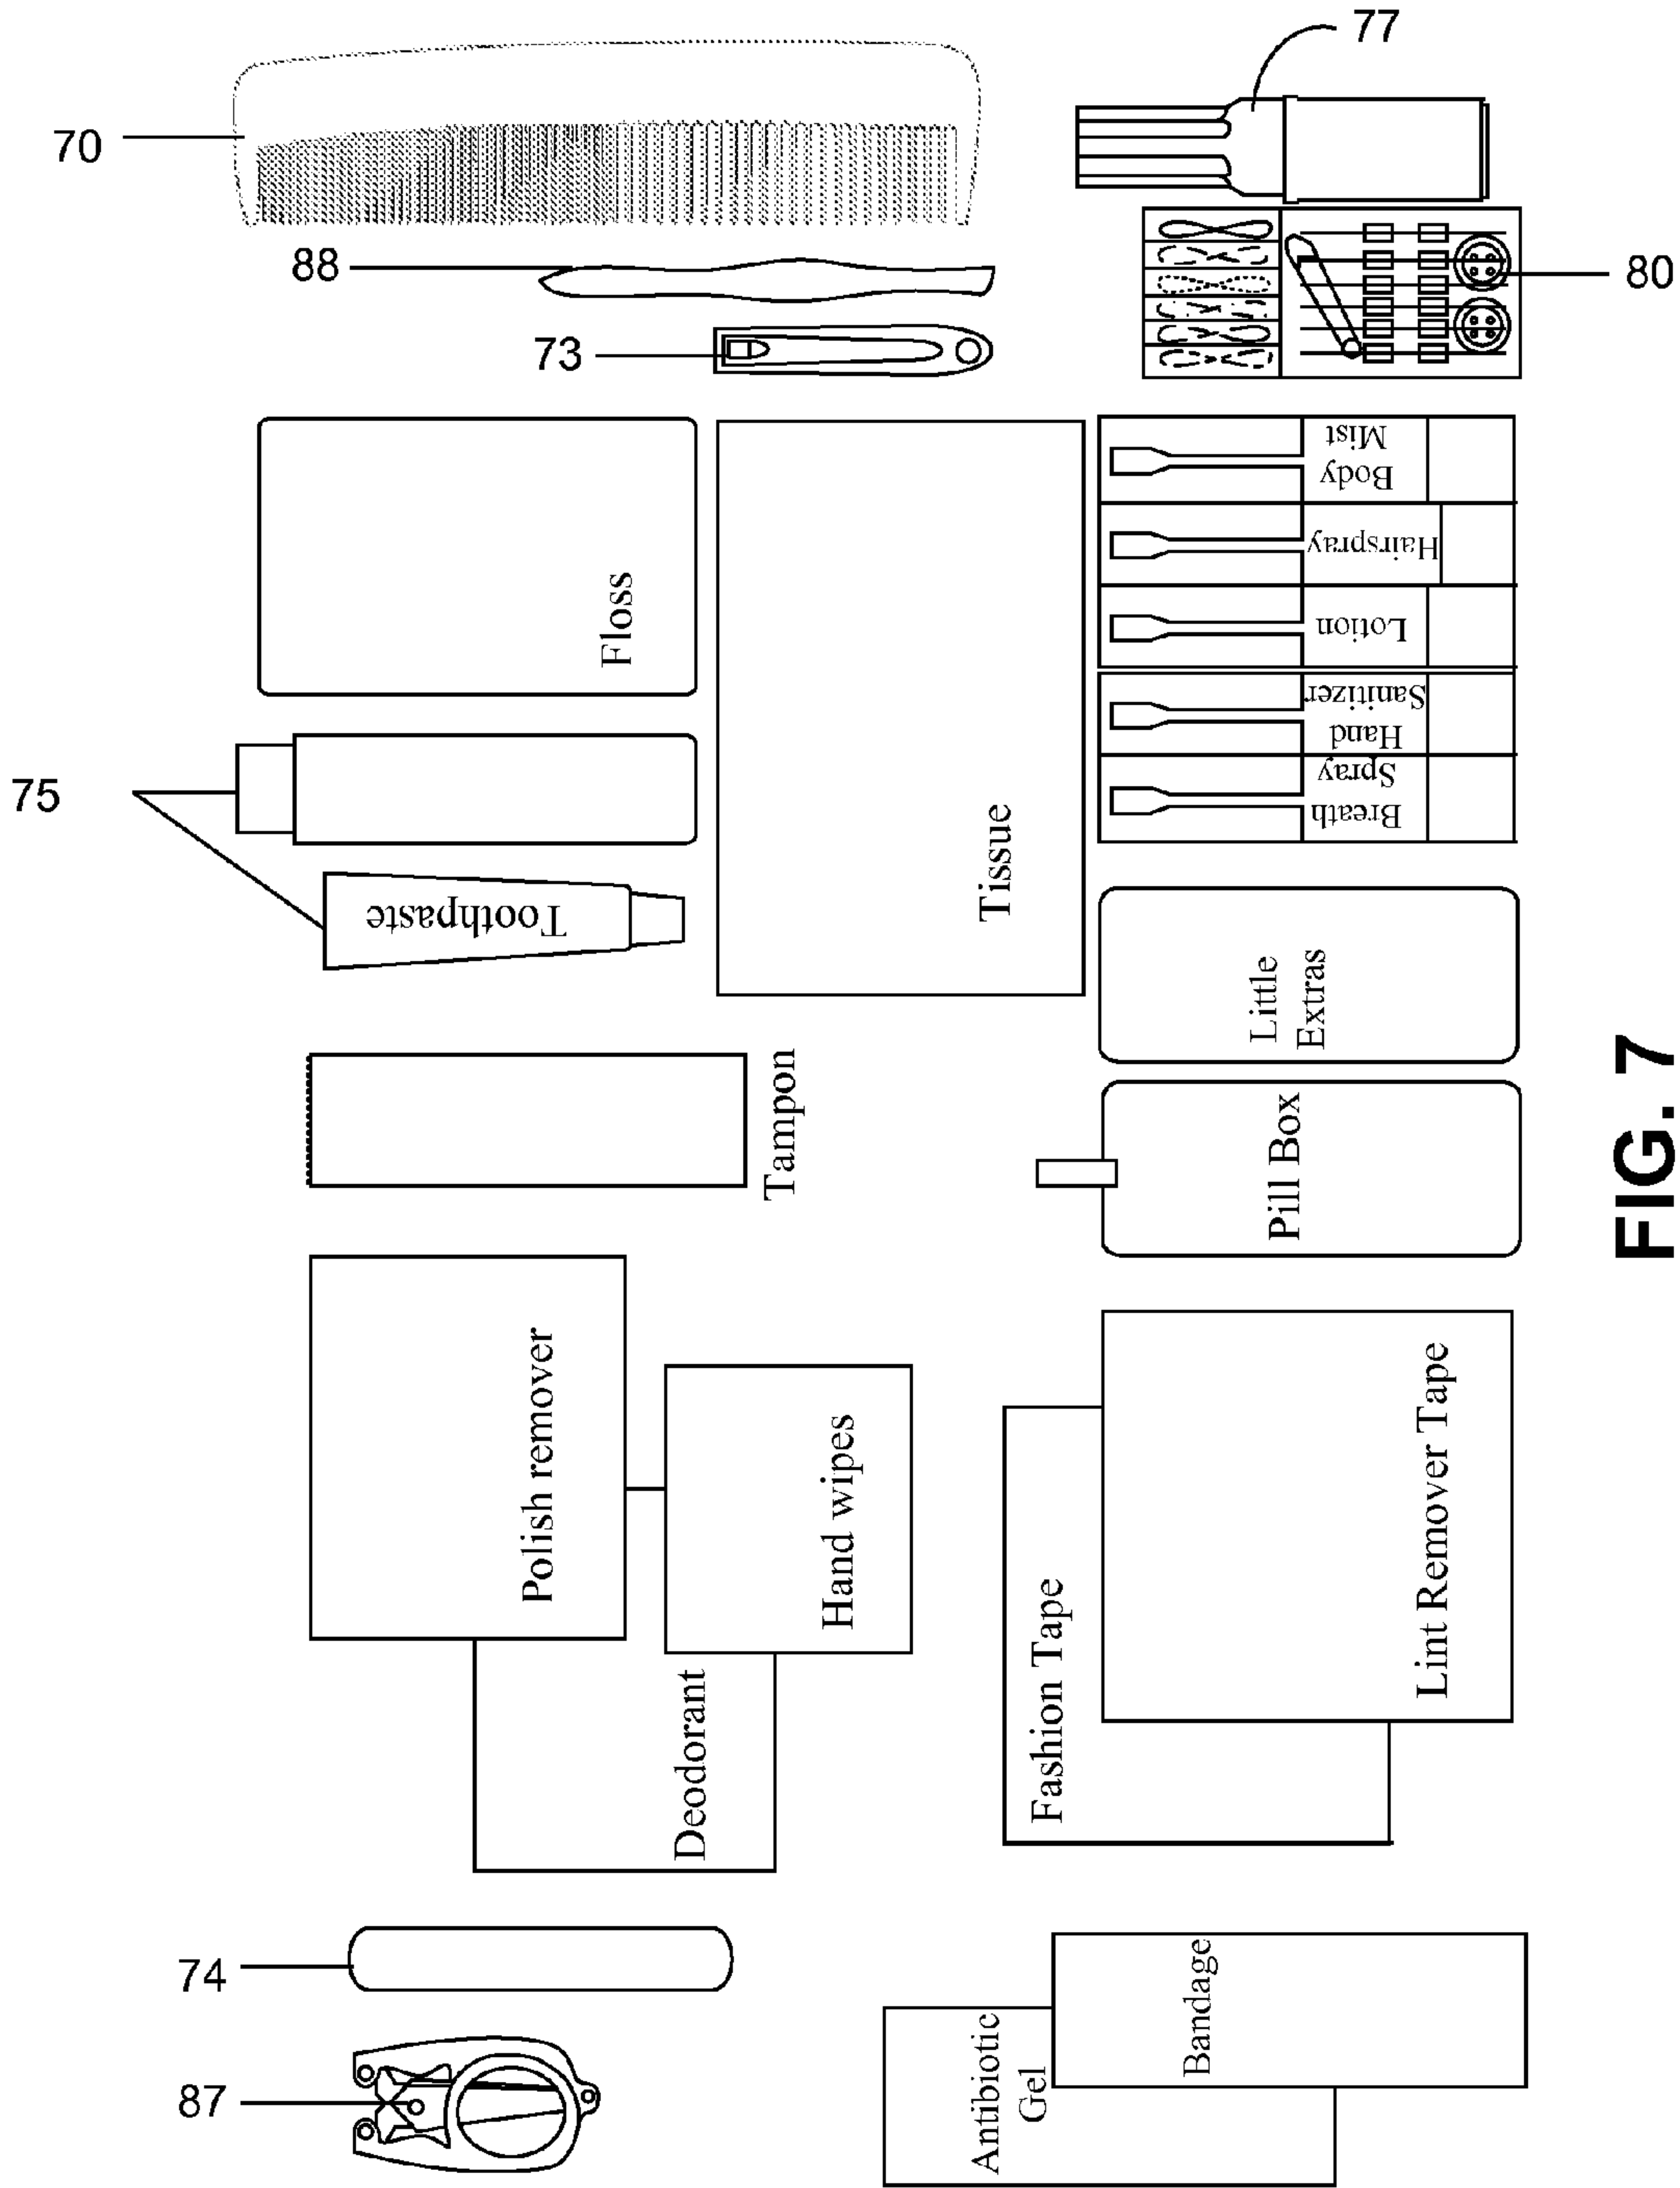 70
88
73
77
80
75
Floss
Toothpaste
Tissue
Body
Mist
Hairspray
Lotion
Hand
Sanitizer
Breath
Spray
Little
Extras
Tampon
Pill Box
Polish remover
Hand wipes
Deodorant
Fashion Tape
Lint Remover Tape
74
87
Antibiotic
Gel
Bandage
FIG. 7